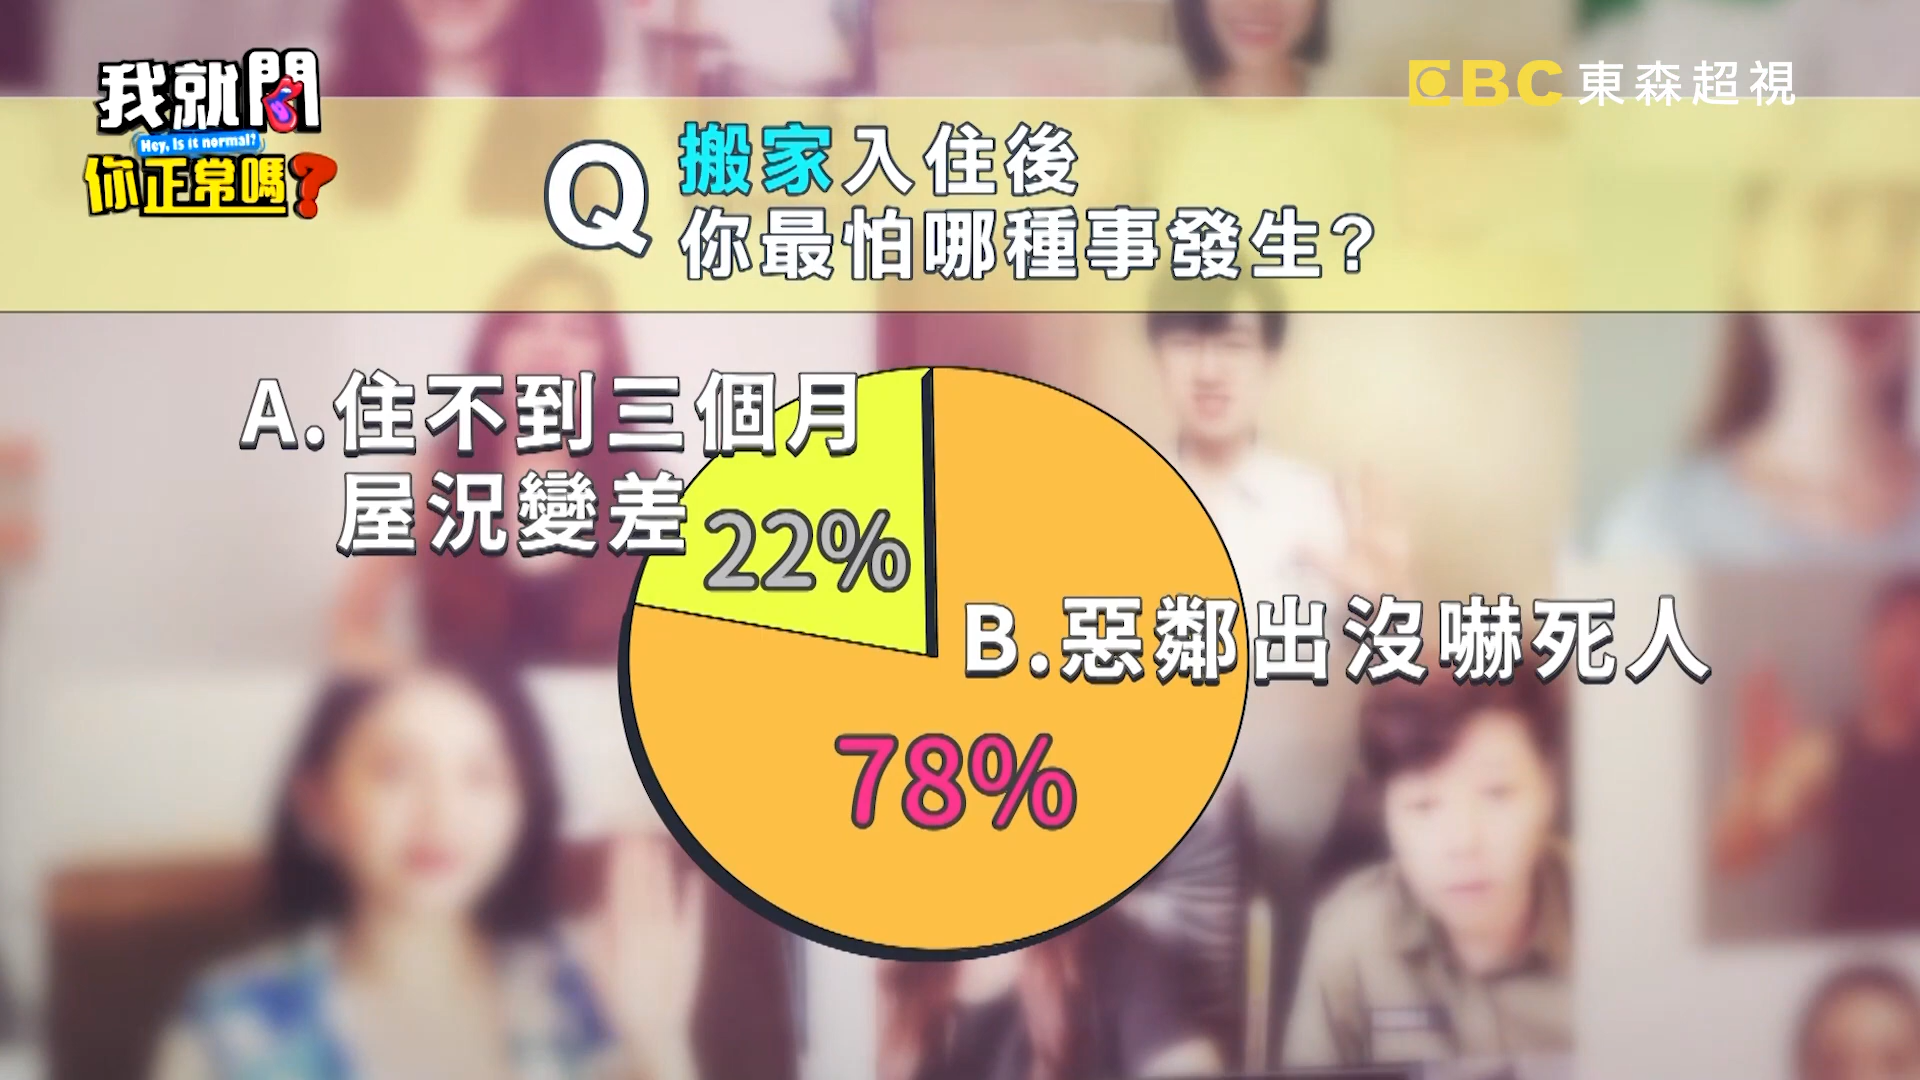 我就問
Hey, Is it normal?
你正常嗎?
EBC 東森超視
Q 搬家入住後
你最怕哪種事發生?
A.住不到三個月
屋況變差
22%
B.惡鄰出沒嚇死人
78%